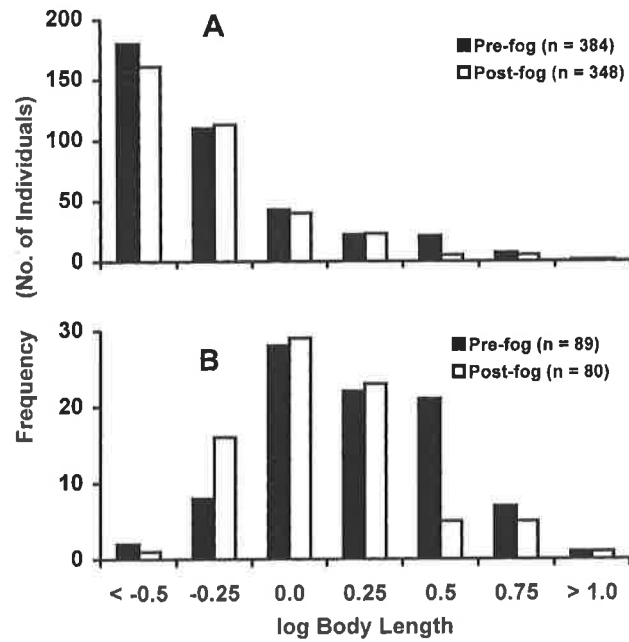 A
200
150
100
50
0
(No. of Individuals)
Pre-fog (n = 384)
Post-fog (n = 348)
B
30
20
10
0
Frequency
Pre-fog (n = 89)
Post-fog (n = 80)
< -0.5 -0.25 0.0 0.25 0.5 0.75 > 1.0
log Body Length